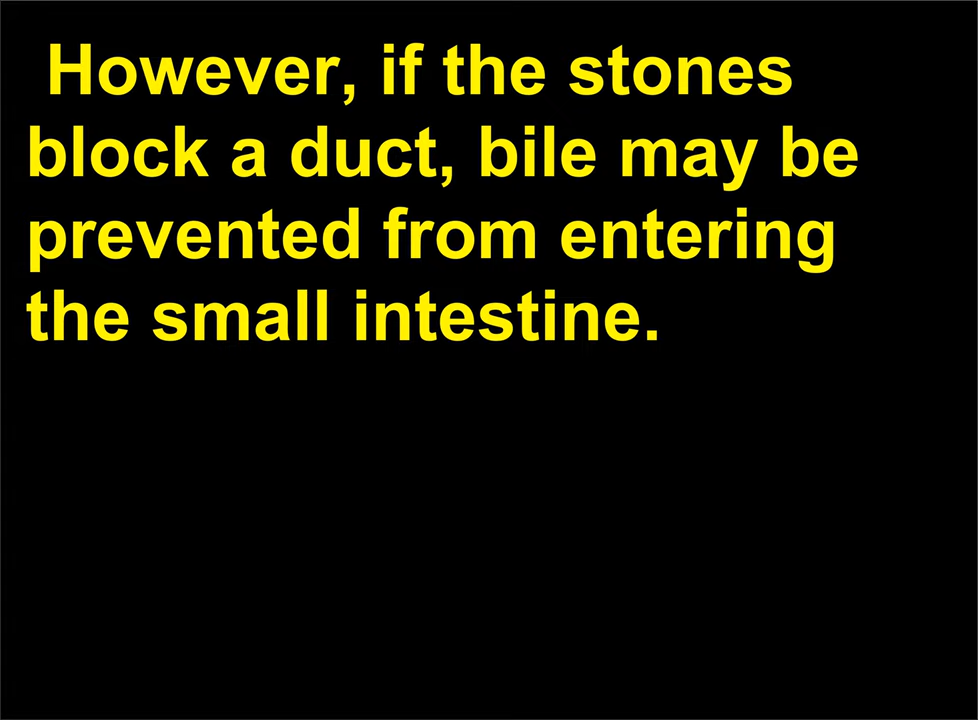 However, if the stones
block a duct, bile may be
prevented from entering
the small intestine.